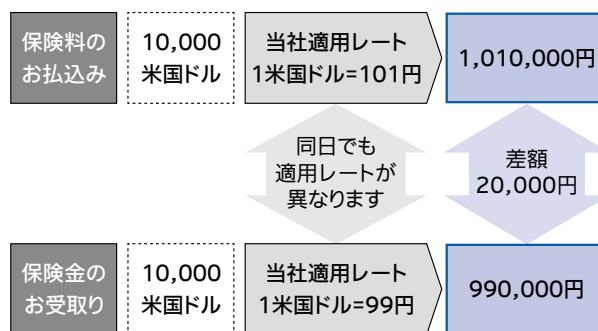 保険料の
お払込み
10,000
米国ドル
当社適用レート
1米国ドル=101円
1,010,000円
同日でも
適用レートが
異なります
差額
20,000円
保険金の
お受取り
10,000
米国ドル
当社適用レート
1米国ドル=99円
990,000円